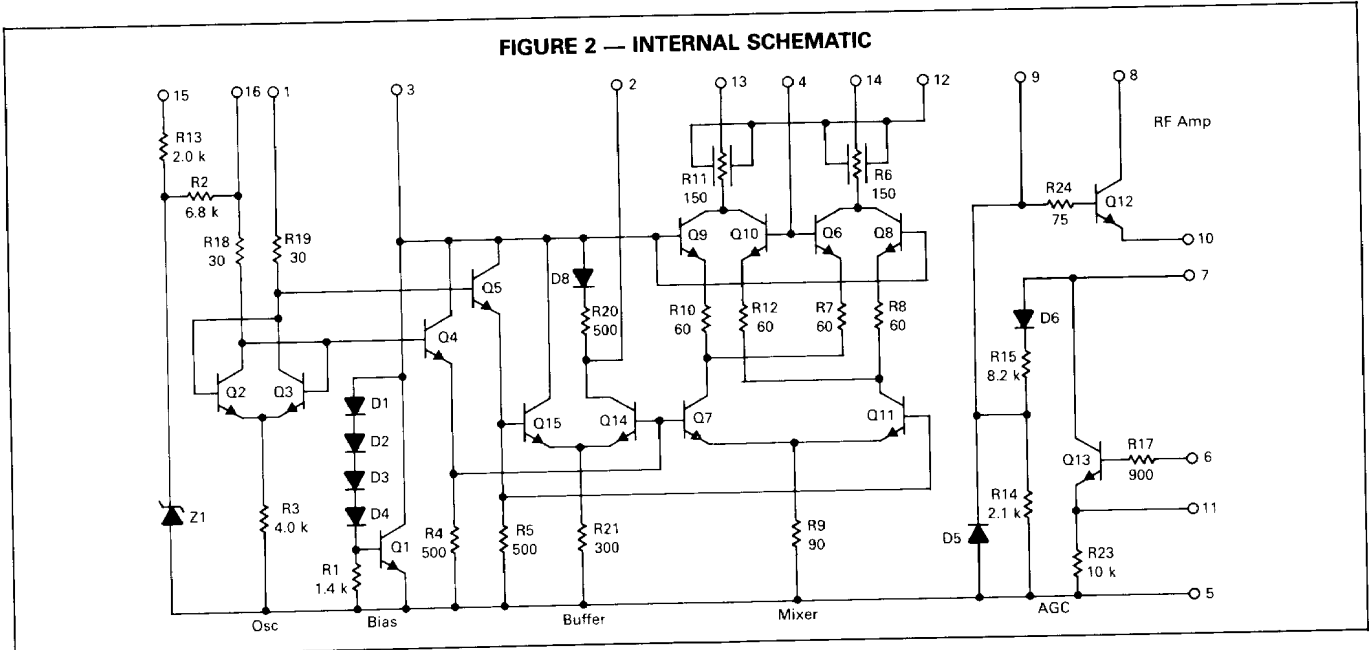 FIGURE 2 — INTERNAL SCHEMATIC
15
16
1
3
2
13
4
14
12
9
8
RF Amp
R13
2.0 k
R2
6.8 k
R18
30
R19
30
R11
150
R6
150
R24
75
Q12
10
7
Q9
Q10
Q6
Q8
Q5
D8
R20
500
R10
60
R12
60
R7
60
R8
60
D6
R15
8.2 k
Q4
Q2
Q3
D1
D2
D3
D4
Q15
Q14
Q7
Q11
Q13
R17
900
6
Z1
R3
4.0 k
Q1
R1
1.4 k
R4
500
R5
500
R21
300
R9
90
D5
R14
2.1 k
11
R23
10 k
5
Osc
Bias
Buffer
Mixer
AGC